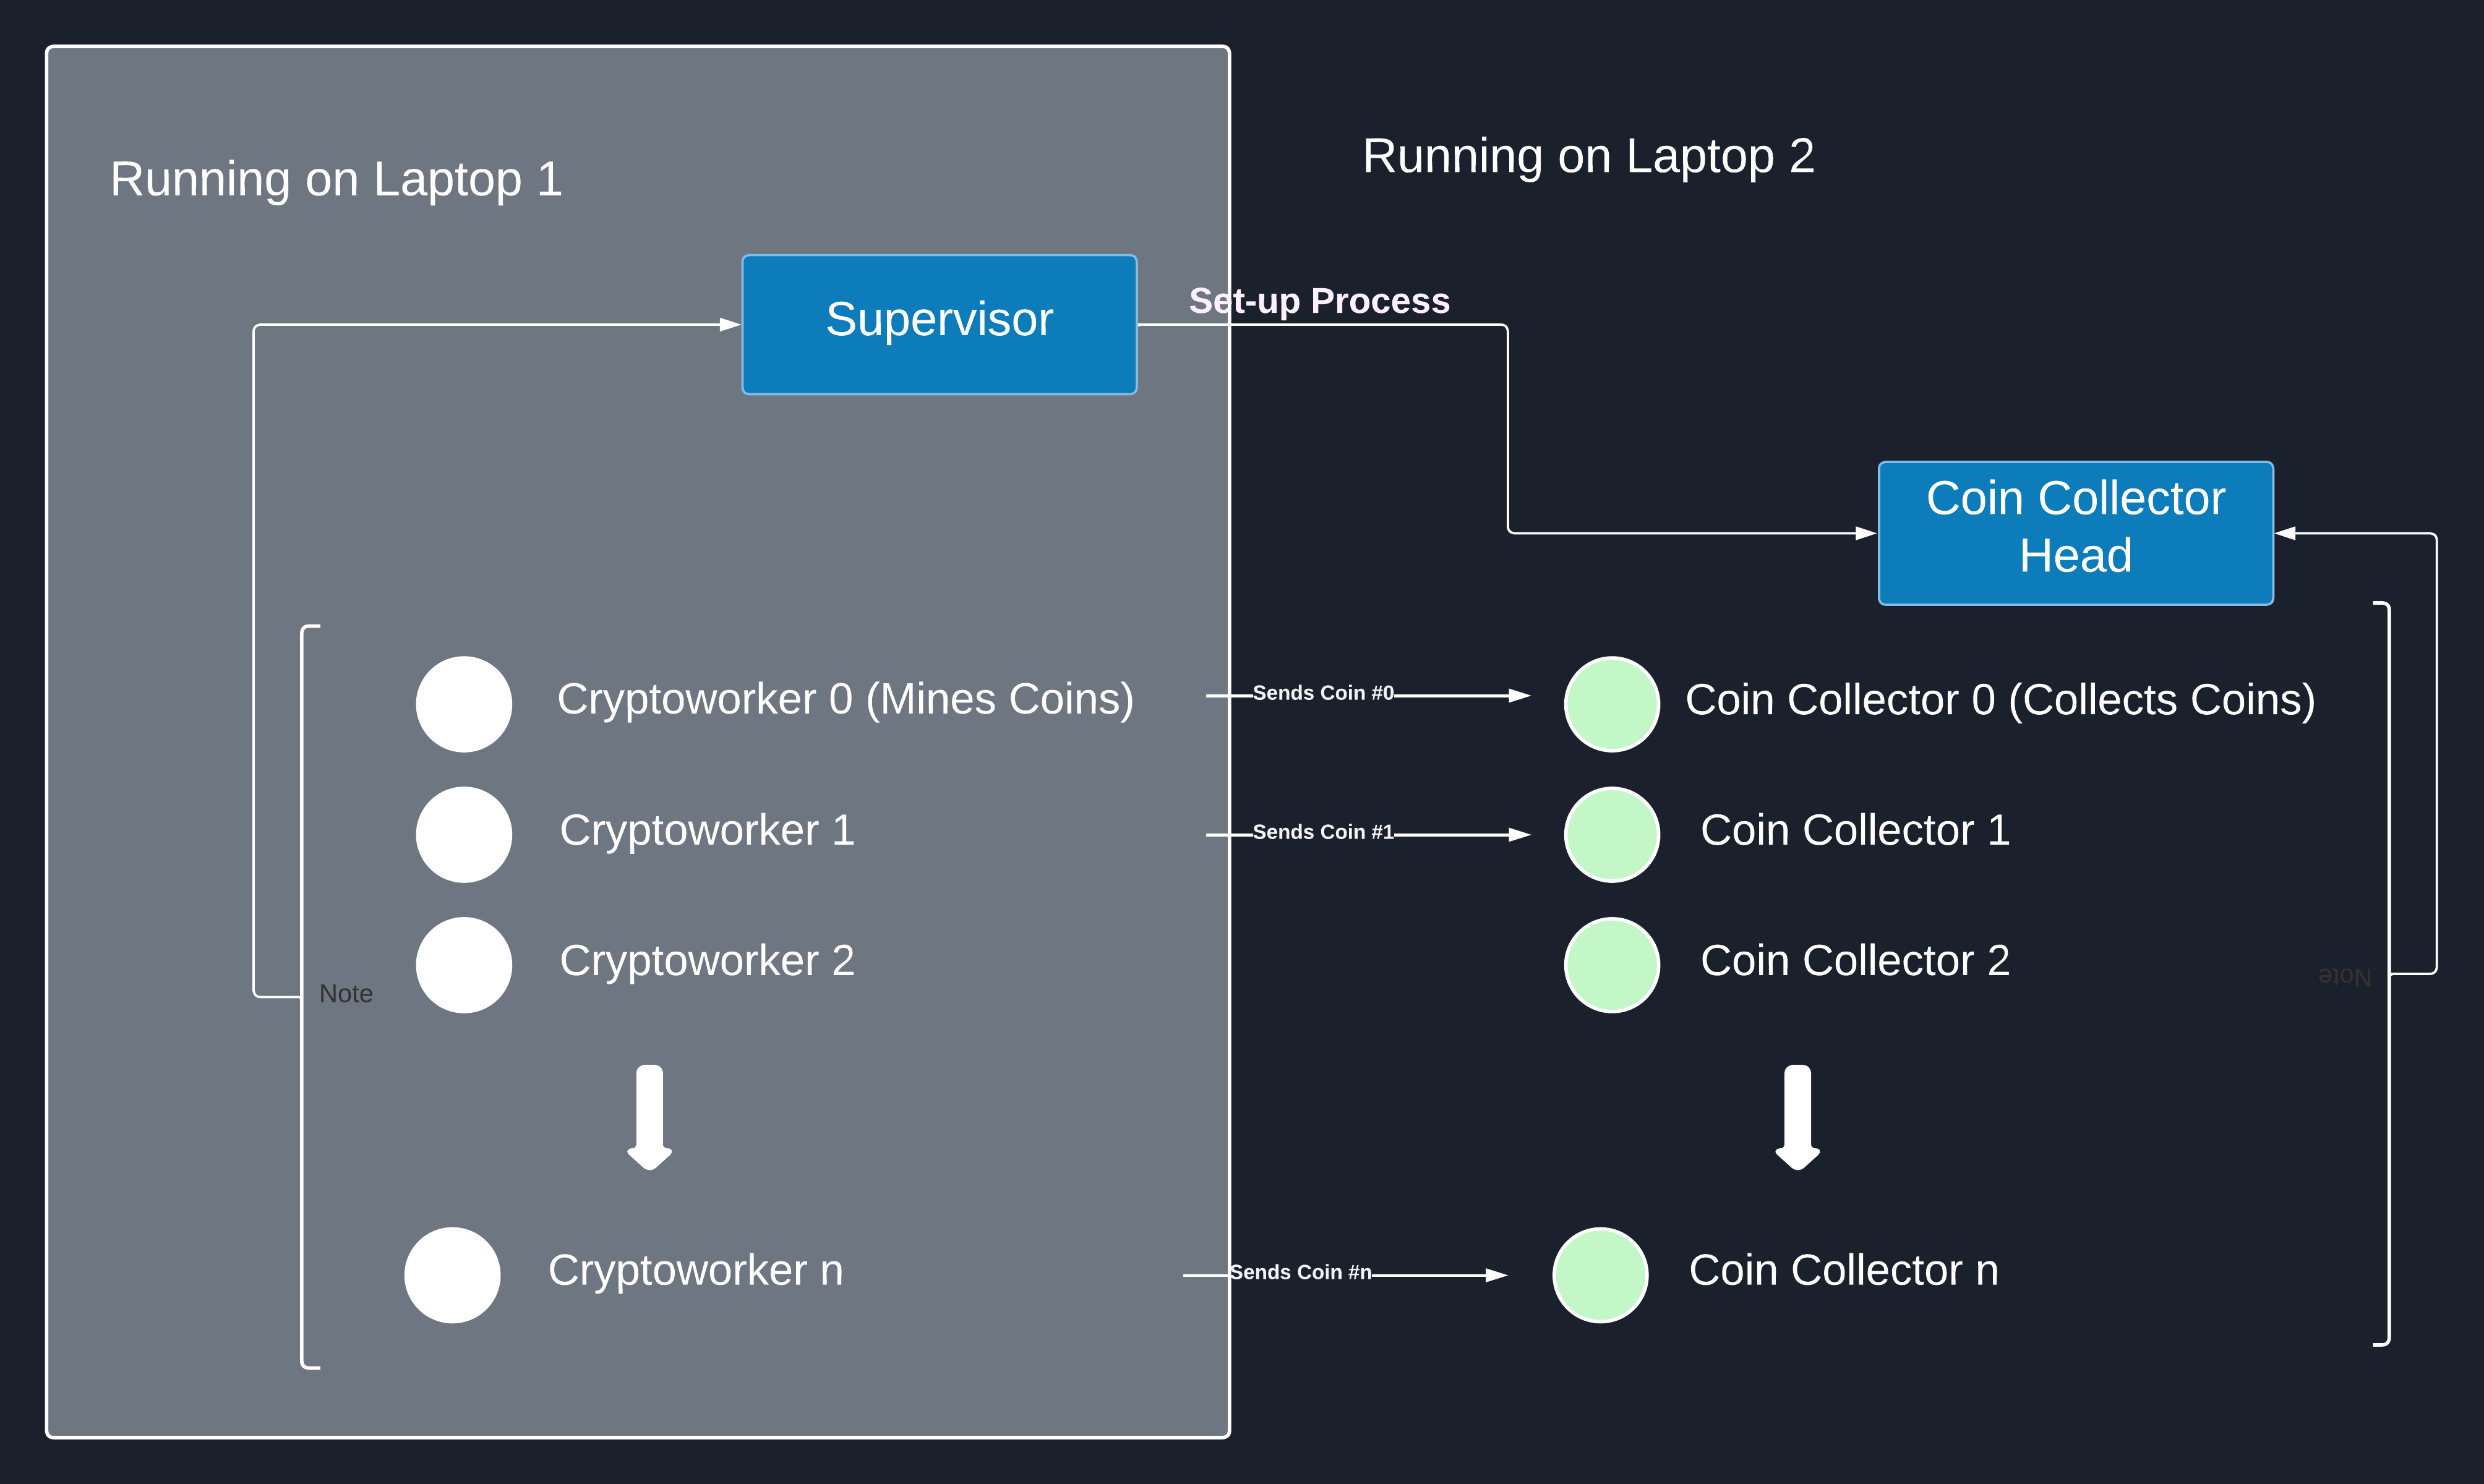 Running on Laptop 1
Running on Laptop 2
Set-up Process
Supervisor
Coin Collector
Head
Cryptoworker 0 (Mines Coins)
Sends Coin #0
Coin Collector 0 (Collects Coins)
Cryptoworker 1
Sends Coin #1
Coin Collector 1
Cryptoworker 2
Coin Collector 2
Note
Note
Cryptoworker n
Sends Coin #n
Coin Collector n